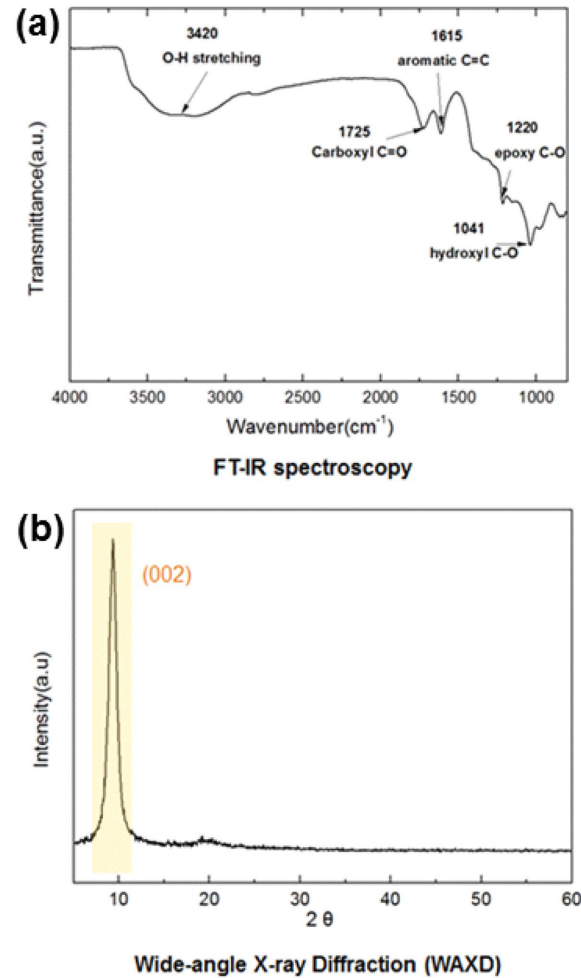 (a)
3420
O-H stretching
1615
aromatic C=C
1725
Carboxyl C=O
1220
epoxy C-O
1041
hydroxyl C-O
Transmittance(a.u.)
4000 3500 3000 2500 2000 1500 1000
Wavenumber(cm⁻¹)
FT-IR spectroscopy
(b)
(002)
Intensity(a.u)
10 20 30 40 50 60
2 θ
Wide-angle X-ray Diffraction (WAXD)